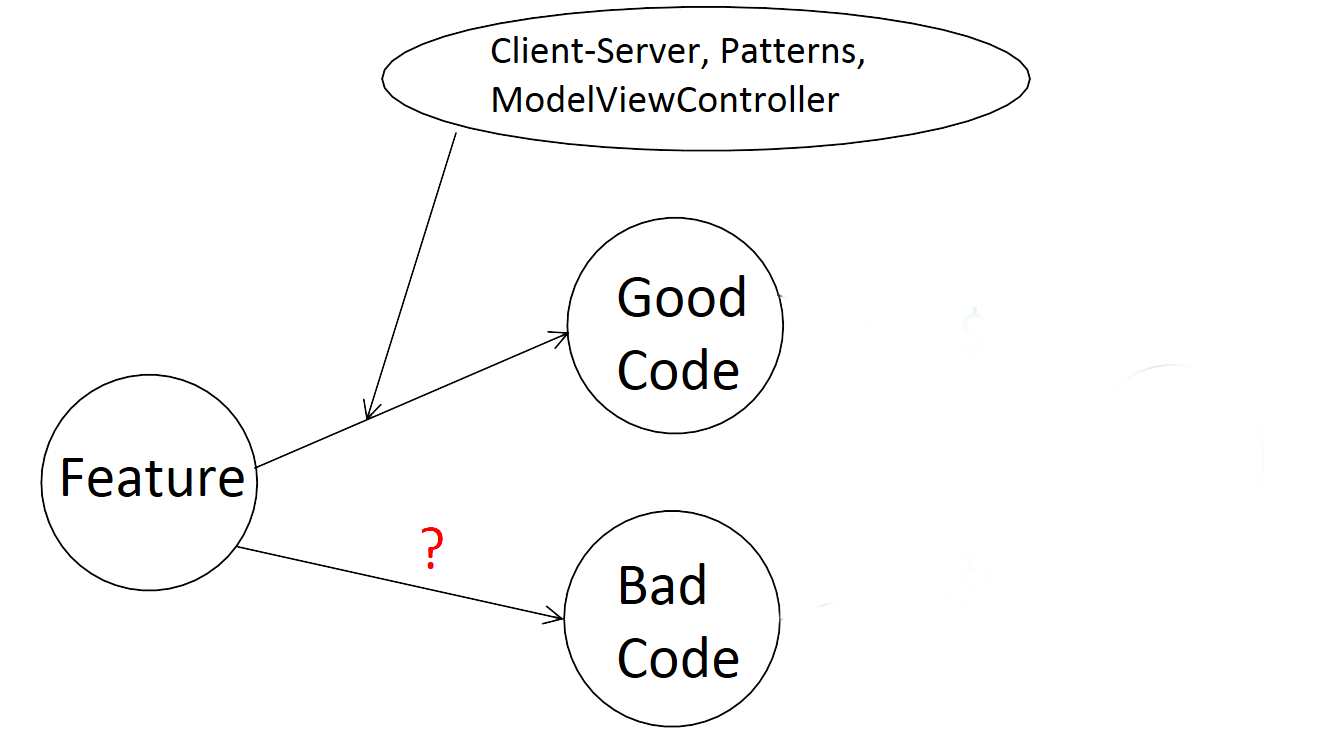 Client-Server, Patterns,
ModelViewController
Good
Code
Feature
?
Bad
Code